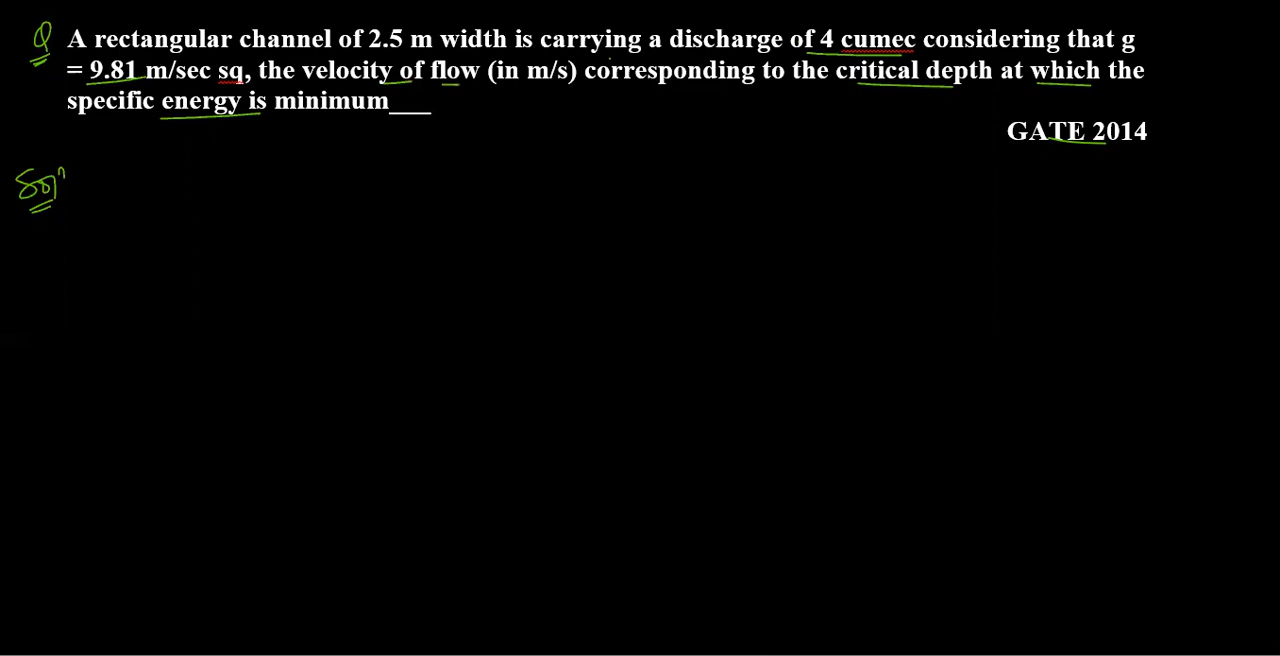 Q A rectangular channel of 2.5 m width is carrying a discharge of 4 cumec considering that g
= 9.81 m/sec sq, the velocity of flow (in m/s) corresponding to the critical depth at which the
specific energy is minimum___
GATE 2014
Solⁿ